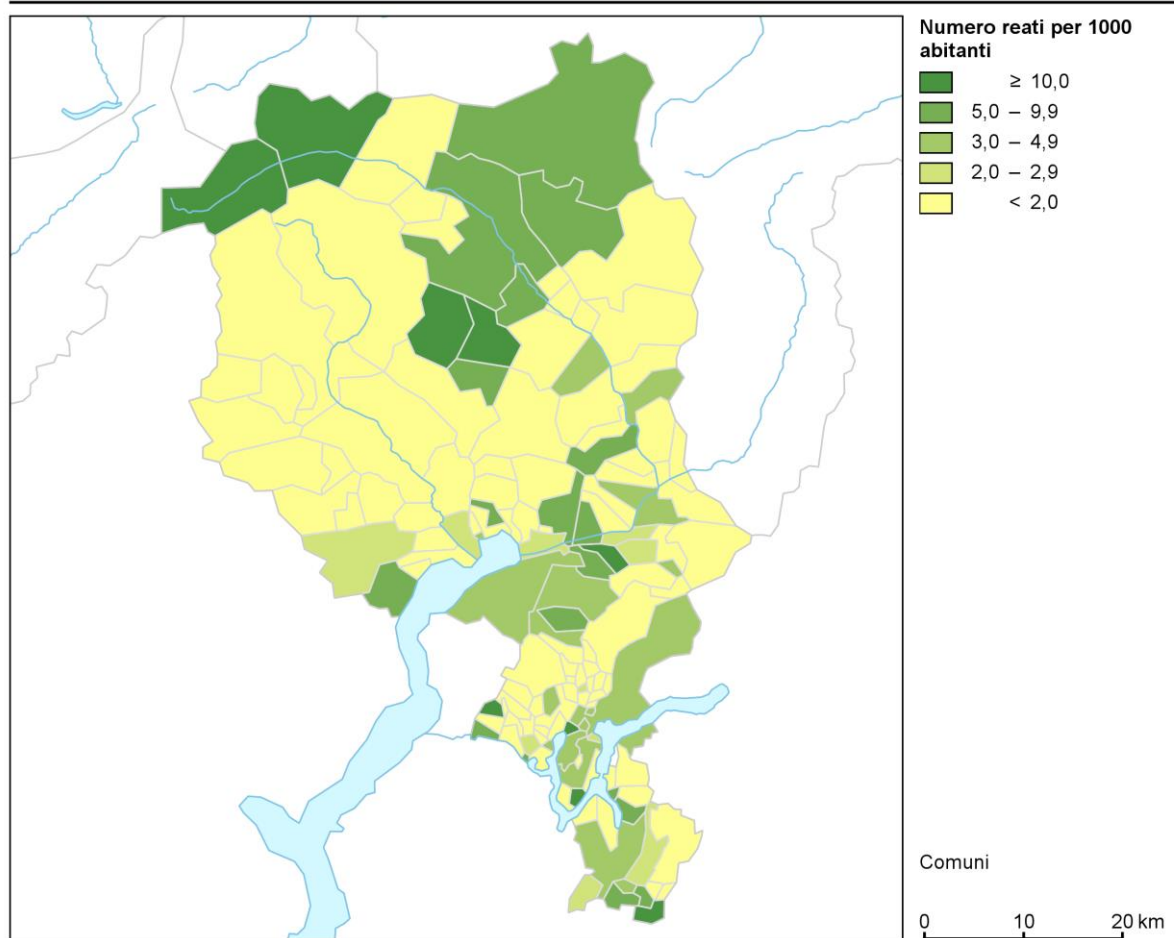 Numero reati per 1000
abitanti
≥ 10,0
5,0 – 9,9
3,0 – 4,9
2,0 – 2,9
< 2,0
Comuni
0 10 20 km